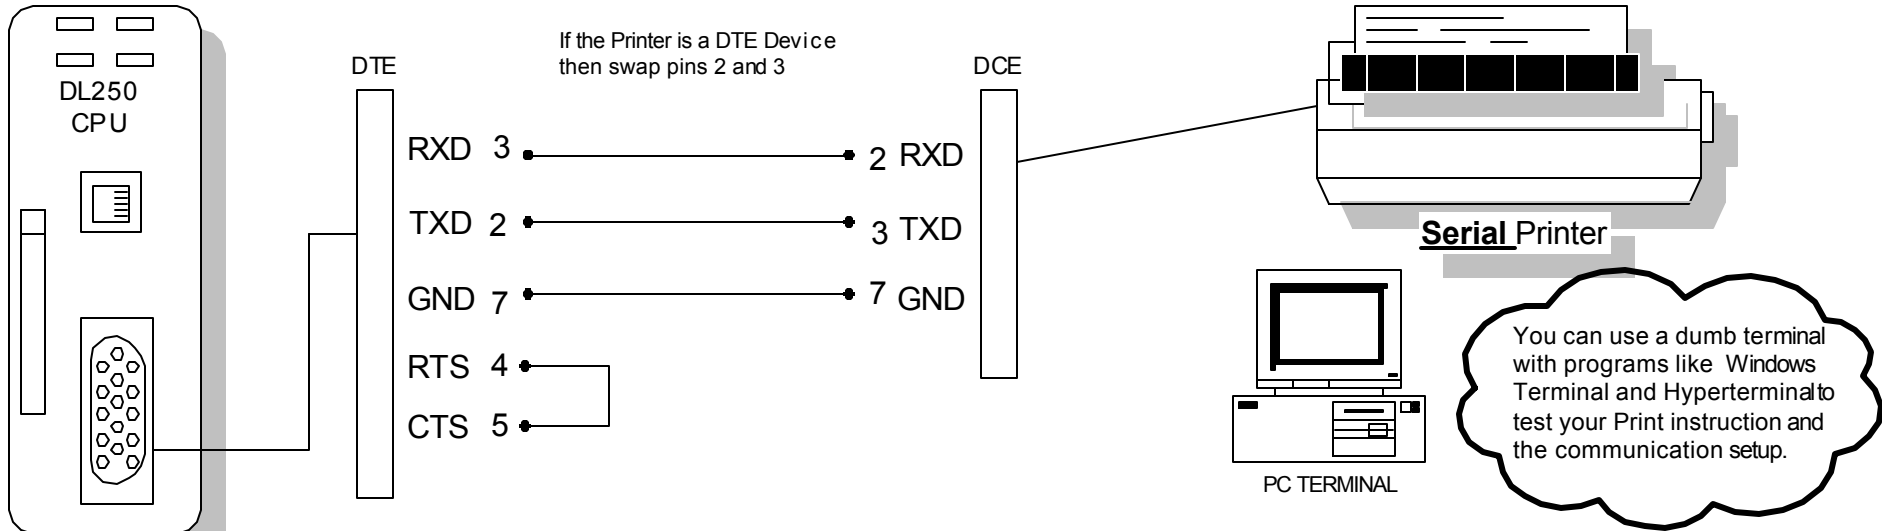 DL250
CPU
DTE
If the Printer is a DTE Device
then swap pins 2 and 3
DCE
RXD 3
2 RXD
TXD 2
3 TXD
GND 7
7 GND
RTS 4
CTS 5
Serial Printer
PC TERMINAL
You can use a dumb terminal
with programs like Windows
Terminal and Hyperterminal to
test your Print instruction and
the communication setup.